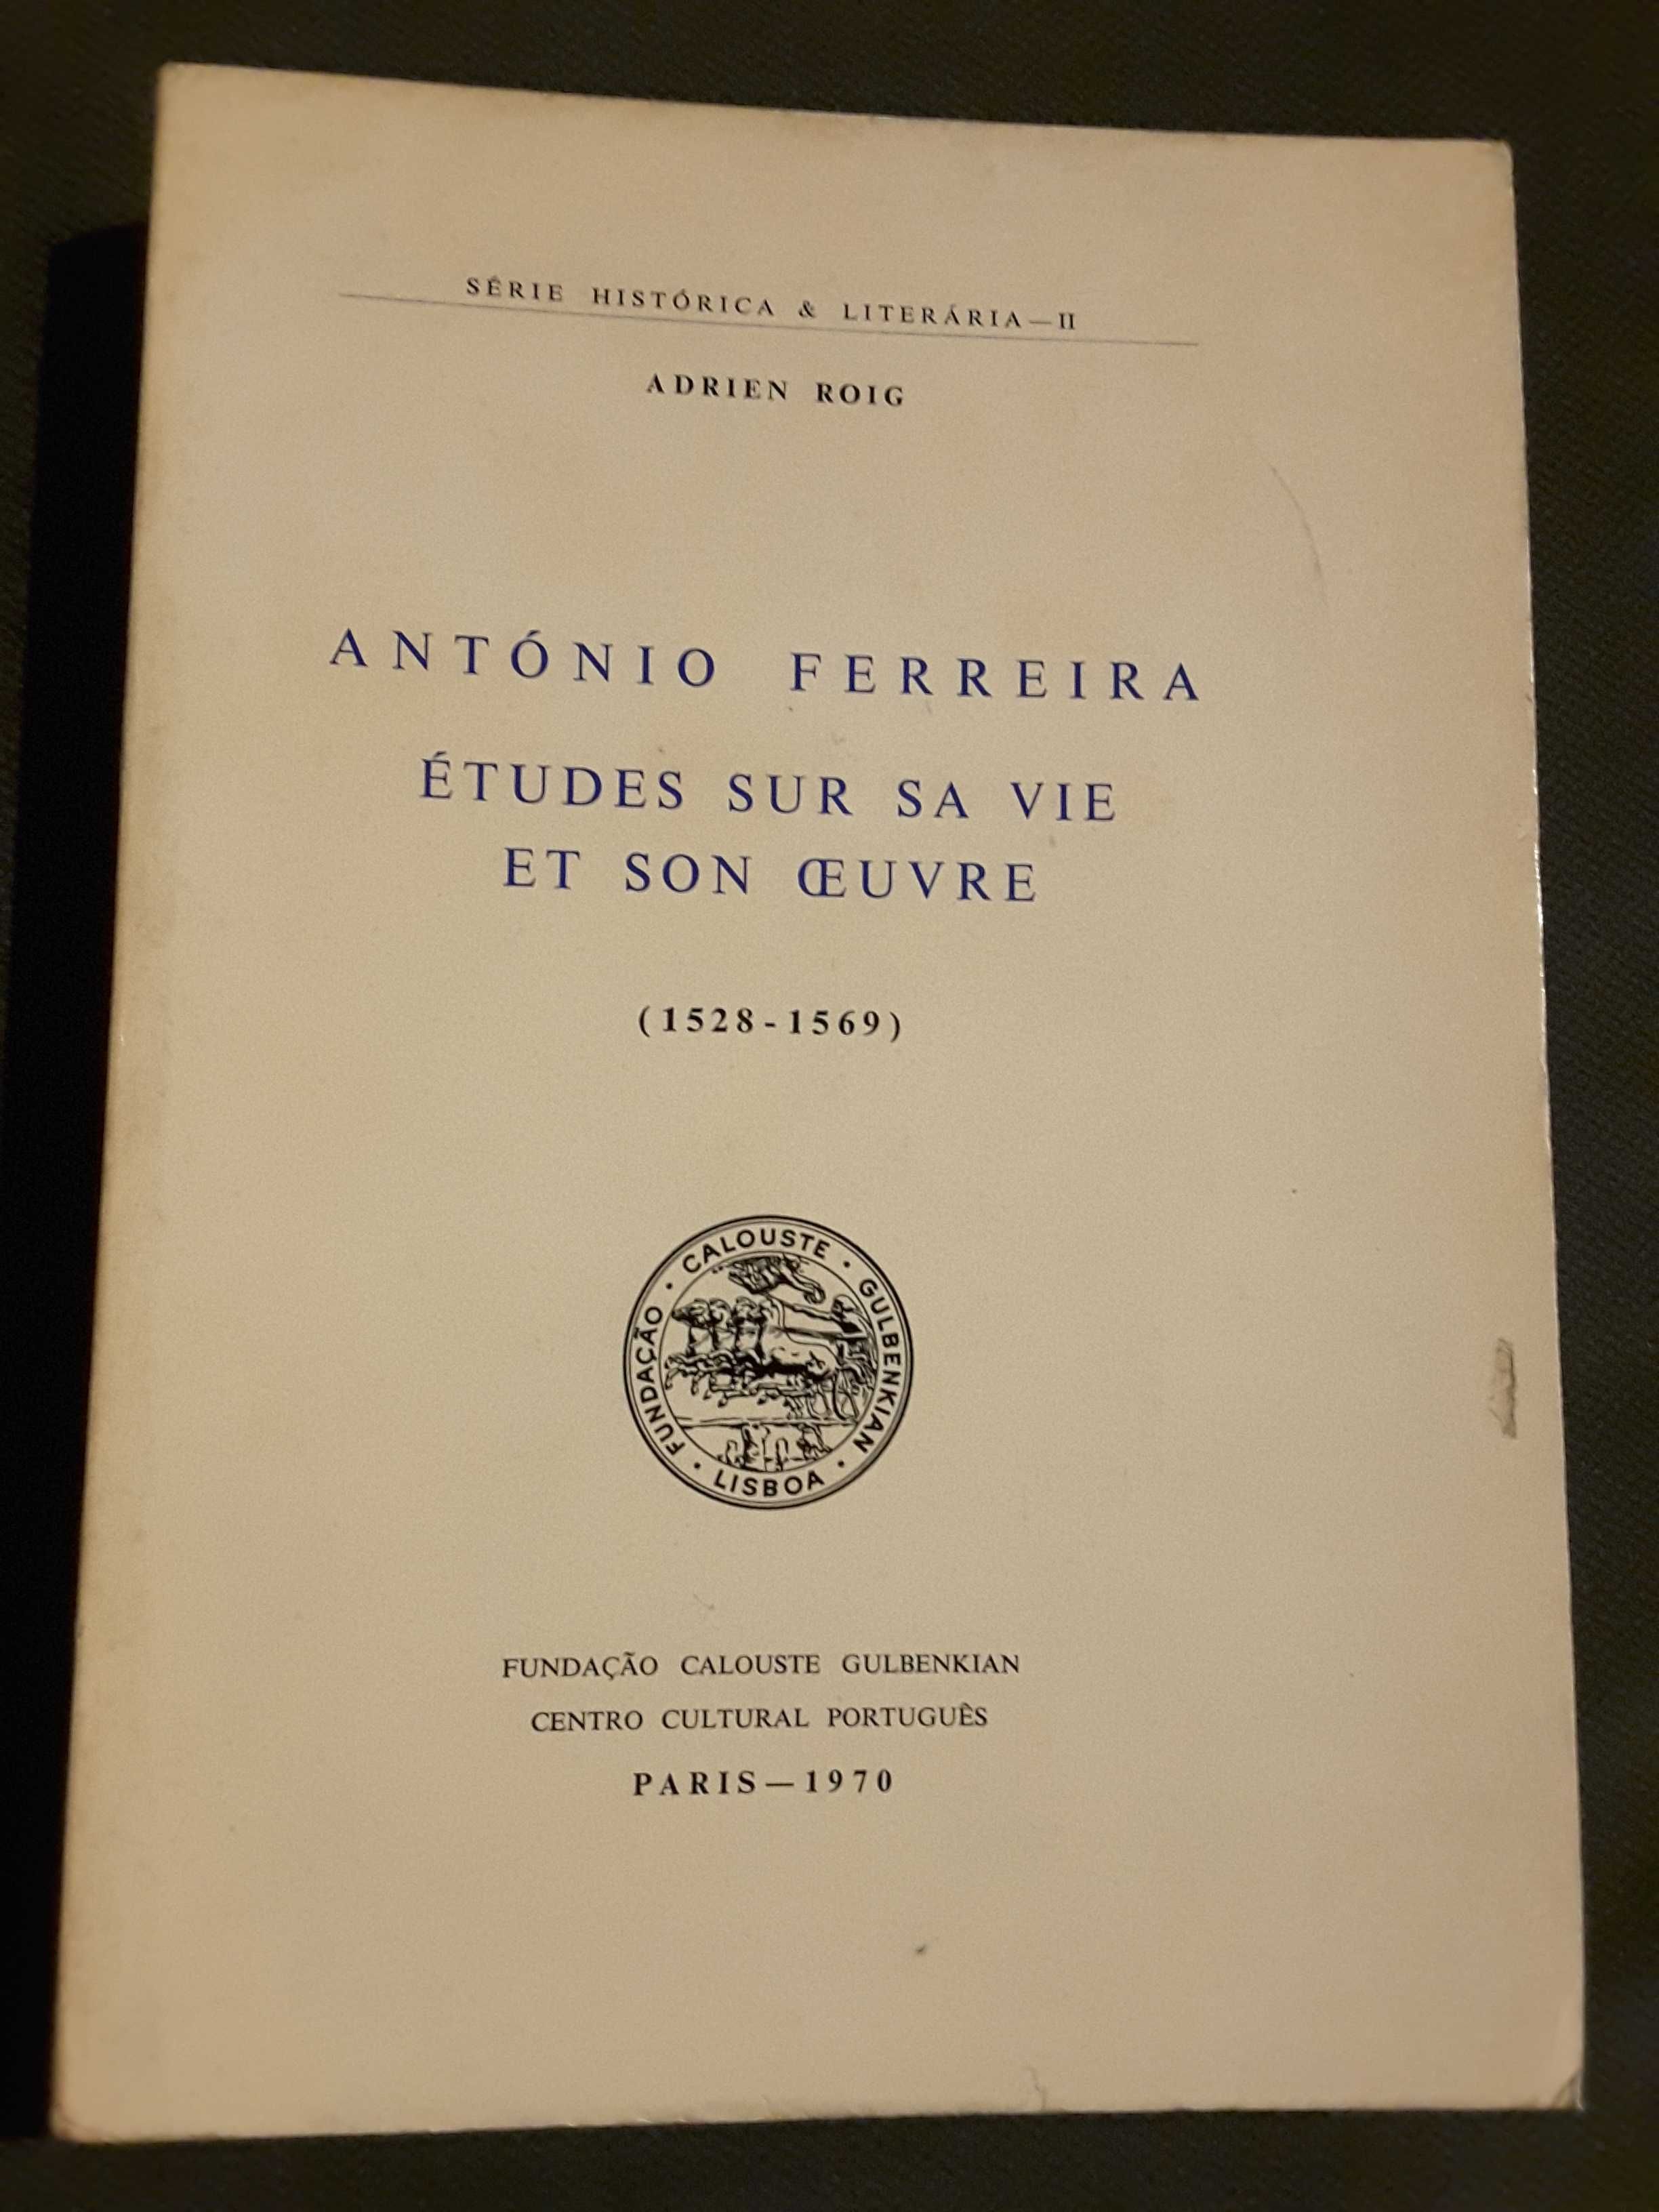 SÉRIE HISTÓRICA & LITERÁRIA — II
ADRIEN ROIG
ANTÓNIO FERREIRA
ÉTUDES SUR SA VIE
ET SON ŒUVRE
(1528-1569)
FUNDAÇÃO · CALOUSTE · GULBENKIAN · LISBOA ·
FUNDAÇÃO CALOUSTE GULBENKIAN
CENTRO CULTURAL PORTUGUÊS
PARIS — 1970